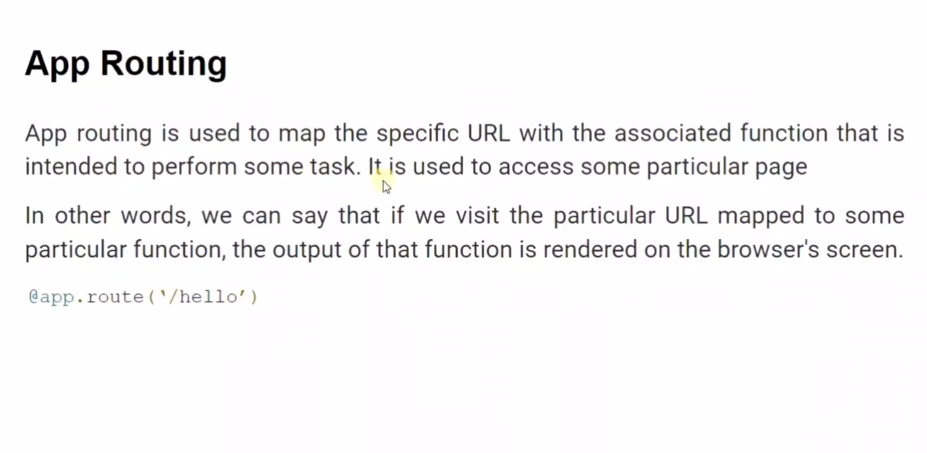 App Routing
App routing is used to map the specific URL with the associated function that is
intended to perform some task. It is used to access some particular page
In other words, we can say that if we visit the particular URL mapped to some
particular function, the output of that function is rendered on the browser's screen.
@app.route(‘/hello’)